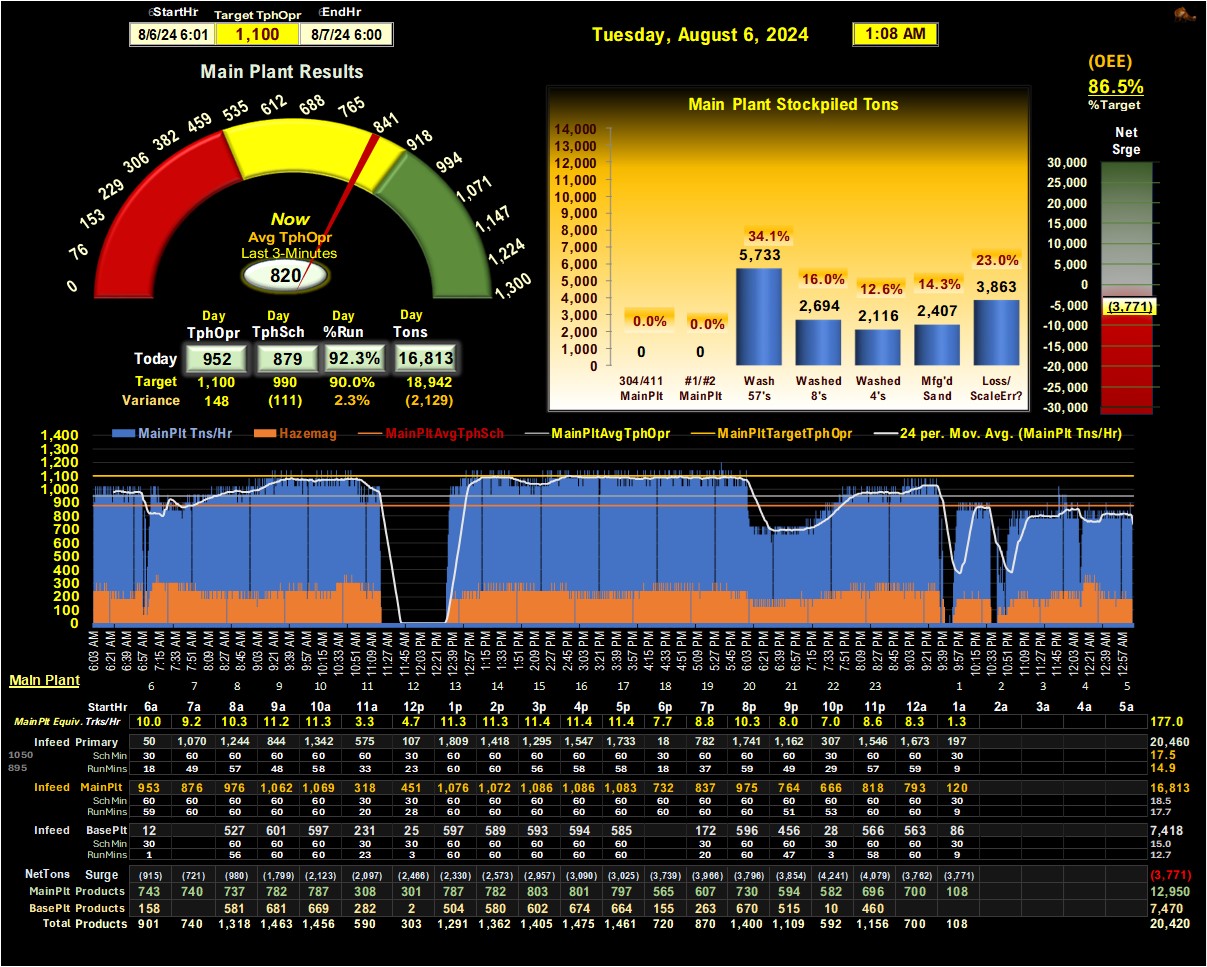 StartHr Target TphOpr EndHr
8/6/24 6:01 1,100 8/7/24 6:00
Tuesday, August 6, 2024 1:08 AM
(OEE)
86.5%
%Target
Main Plant Results
0 76 153 229 306 382 459 535 612 688 765 841 918 994 1,071 1,147 1,224 1,300
Now
Avg TphOpr
Last 3-Minutes
820
Day Day Day Day
TphOpr TphSch %Run Tons
Today 952 879 92.3% 16,813
Target 1,100 990 90.0% 18,942
Variance 148 (111) 2.3% (2,129)
Main Plant Stockpiled Tons
14,000
13,000
12,000
11,000
10,000
9,000
8,000
7,000
6,000
5,000
4,000
3,000
2,000
1,000
0
0.0% 0.0% 34.1% 16.0% 12.6% 14.3% 23.0%
0 0 5,733 2,694 2,116 2,407 3,863
304/411 #1/#2 Wash Washed Washed Mfg'd Loss/
MainPlt MainPlt 57's 8's 4's Sand ScaleErr?
Net
Srge
30,000
25,000
20,000
15,000
10,000
5,000
0
-5,000
-10,000
-15,000
-20,000
-25,000
-30,000
(3,771)
MainPlt Tns/Hr Hazemag MainPltAvgTphSch MainPltAvgTphOpr MainPltTargetTphOpr 24 per. Mov. Avg. (MainPlt Tns/Hr)
1,400
1,300
1,200
1,100
1,000
900
800
700
600
500
400
300
200
100
0
6:03 AM 6:21 AM 6:39 AM 6:57 AM 7:15 AM 7:33 AM 7:51 AM 8:09 AM 8:27 AM 8:45 AM 9:03 AM 9:21 AM 9:39 AM 9:57 AM 10:15 AM 10:33 AM 10:51 AM 11:09 AM 11:27 AM 11:45 AM 12:03 PM 12:21 PM 12:39 PM 12:57 PM 1:15 PM 1:33 PM 1:51 PM 2:09 PM 2:27 PM 2:45 PM 3:03 PM 3:21 PM 3:39 PM 3:57 PM 4:15 PM 4:33 PM 4:51 PM 5:09 PM 5:27 PM 5:45 PM 6:03 PM 6:21 PM 6:39 PM 6:57 PM 7:15 PM 7:33 PM 7:51 PM 8:09 PM 8:27 PM 8:45 PM 9:03 PM 9:21 PM 9:39 PM 9:57 PM 10:15 PM 10:33 PM 10:51 PM 11:09 PM 11:27 PM 11:45 PM 12:03 AM 12:21 AM 12:39 AM 12:57 AM
Main Plant
6 7 8 9 10 11 12 13 14 15 16 17 18 19 20 21 22 23 1 2 3 4 5
StartHr 6a 7a 8a 9a 10a 11a 12p 1p 2p 3p 4p 5p 6p 7p 8p 9p 10p 11p 12a 1a 2a 3a 4a 5a
MainPlt Equiv. Trks/Hr 10.0 9.2 10.3 11.2 11.3 3.3 4.7 11.3 11.3 11.4 11.4 11.4 7.7 8.8 10.3 8.0 7.0 8.6 8.3 1.3 177.0
Infeed Primary 50 1,070 1,244 844 1,342 575 107 1,809 1,418 1,295 1,547 1,733 18 782 1,741 1,162 307 1,546 1,673 197 20,460
1050 Sch Min 30 60 60 60 60 60 30 60 60 60 60 60 30 60 60 60 30 60 60 30 17.5
895 RunMins 18 49 57 48 58 33 23 60 60 56 58 58 18 37 59 49 29 57 59 9 14.9
Infeed MainPlt 953 876 976 1,062 1,069 318 451 1,076 1,072 1,086 1,086 1,083 732 837 975 764 666 818 793 120 16,813
Sch Min 60 60 60 60 60 30 30 60 60 60 60 60 60 60 60 60 60 60 60 30 18.5
RunMins 59 60 60 60 60 20 28 60 60 60 60 60 60 60 60 51 53 60 60 9 17.7
Infeed BasePlt 12 527 601 597 231 25 597 589 593 594 585 172 596 456 28 566 563 86 7,418
Sch Min 30 60 60 60 30 30 60 60 60 60 60 30 60 60 30 60 60 30 15.0
RunMins 1 56 60 60 23 3 60 60 60 60 60 20 60 47 3 58 60 9 12.7
NetTons Surge (915) (721) (980) (1,799) (2,123) (2,097) (2,466) (2,330) (2,573) (2,957) (3,090) (3,025) (3,739) (3,966) (3,796) (3,854) (4,241) (4,079) (3,762) (3,771) (3,771)
MainPlt Products 743 740 737 782 787 308 301 787 782 803 801 797 565 607 730 594 582 696 700 108 12,950
BasePlt Products 158 581 681 669 282 2 504 580 602 674 664 155 263 670 515 10 460 7,470
Total Products 901 740 1,318 1,463 1,456 590 303 1,291 1,362 1,405 1,475 1,461 720 870 1,400 1,109 592 1,156 700 108 20,420